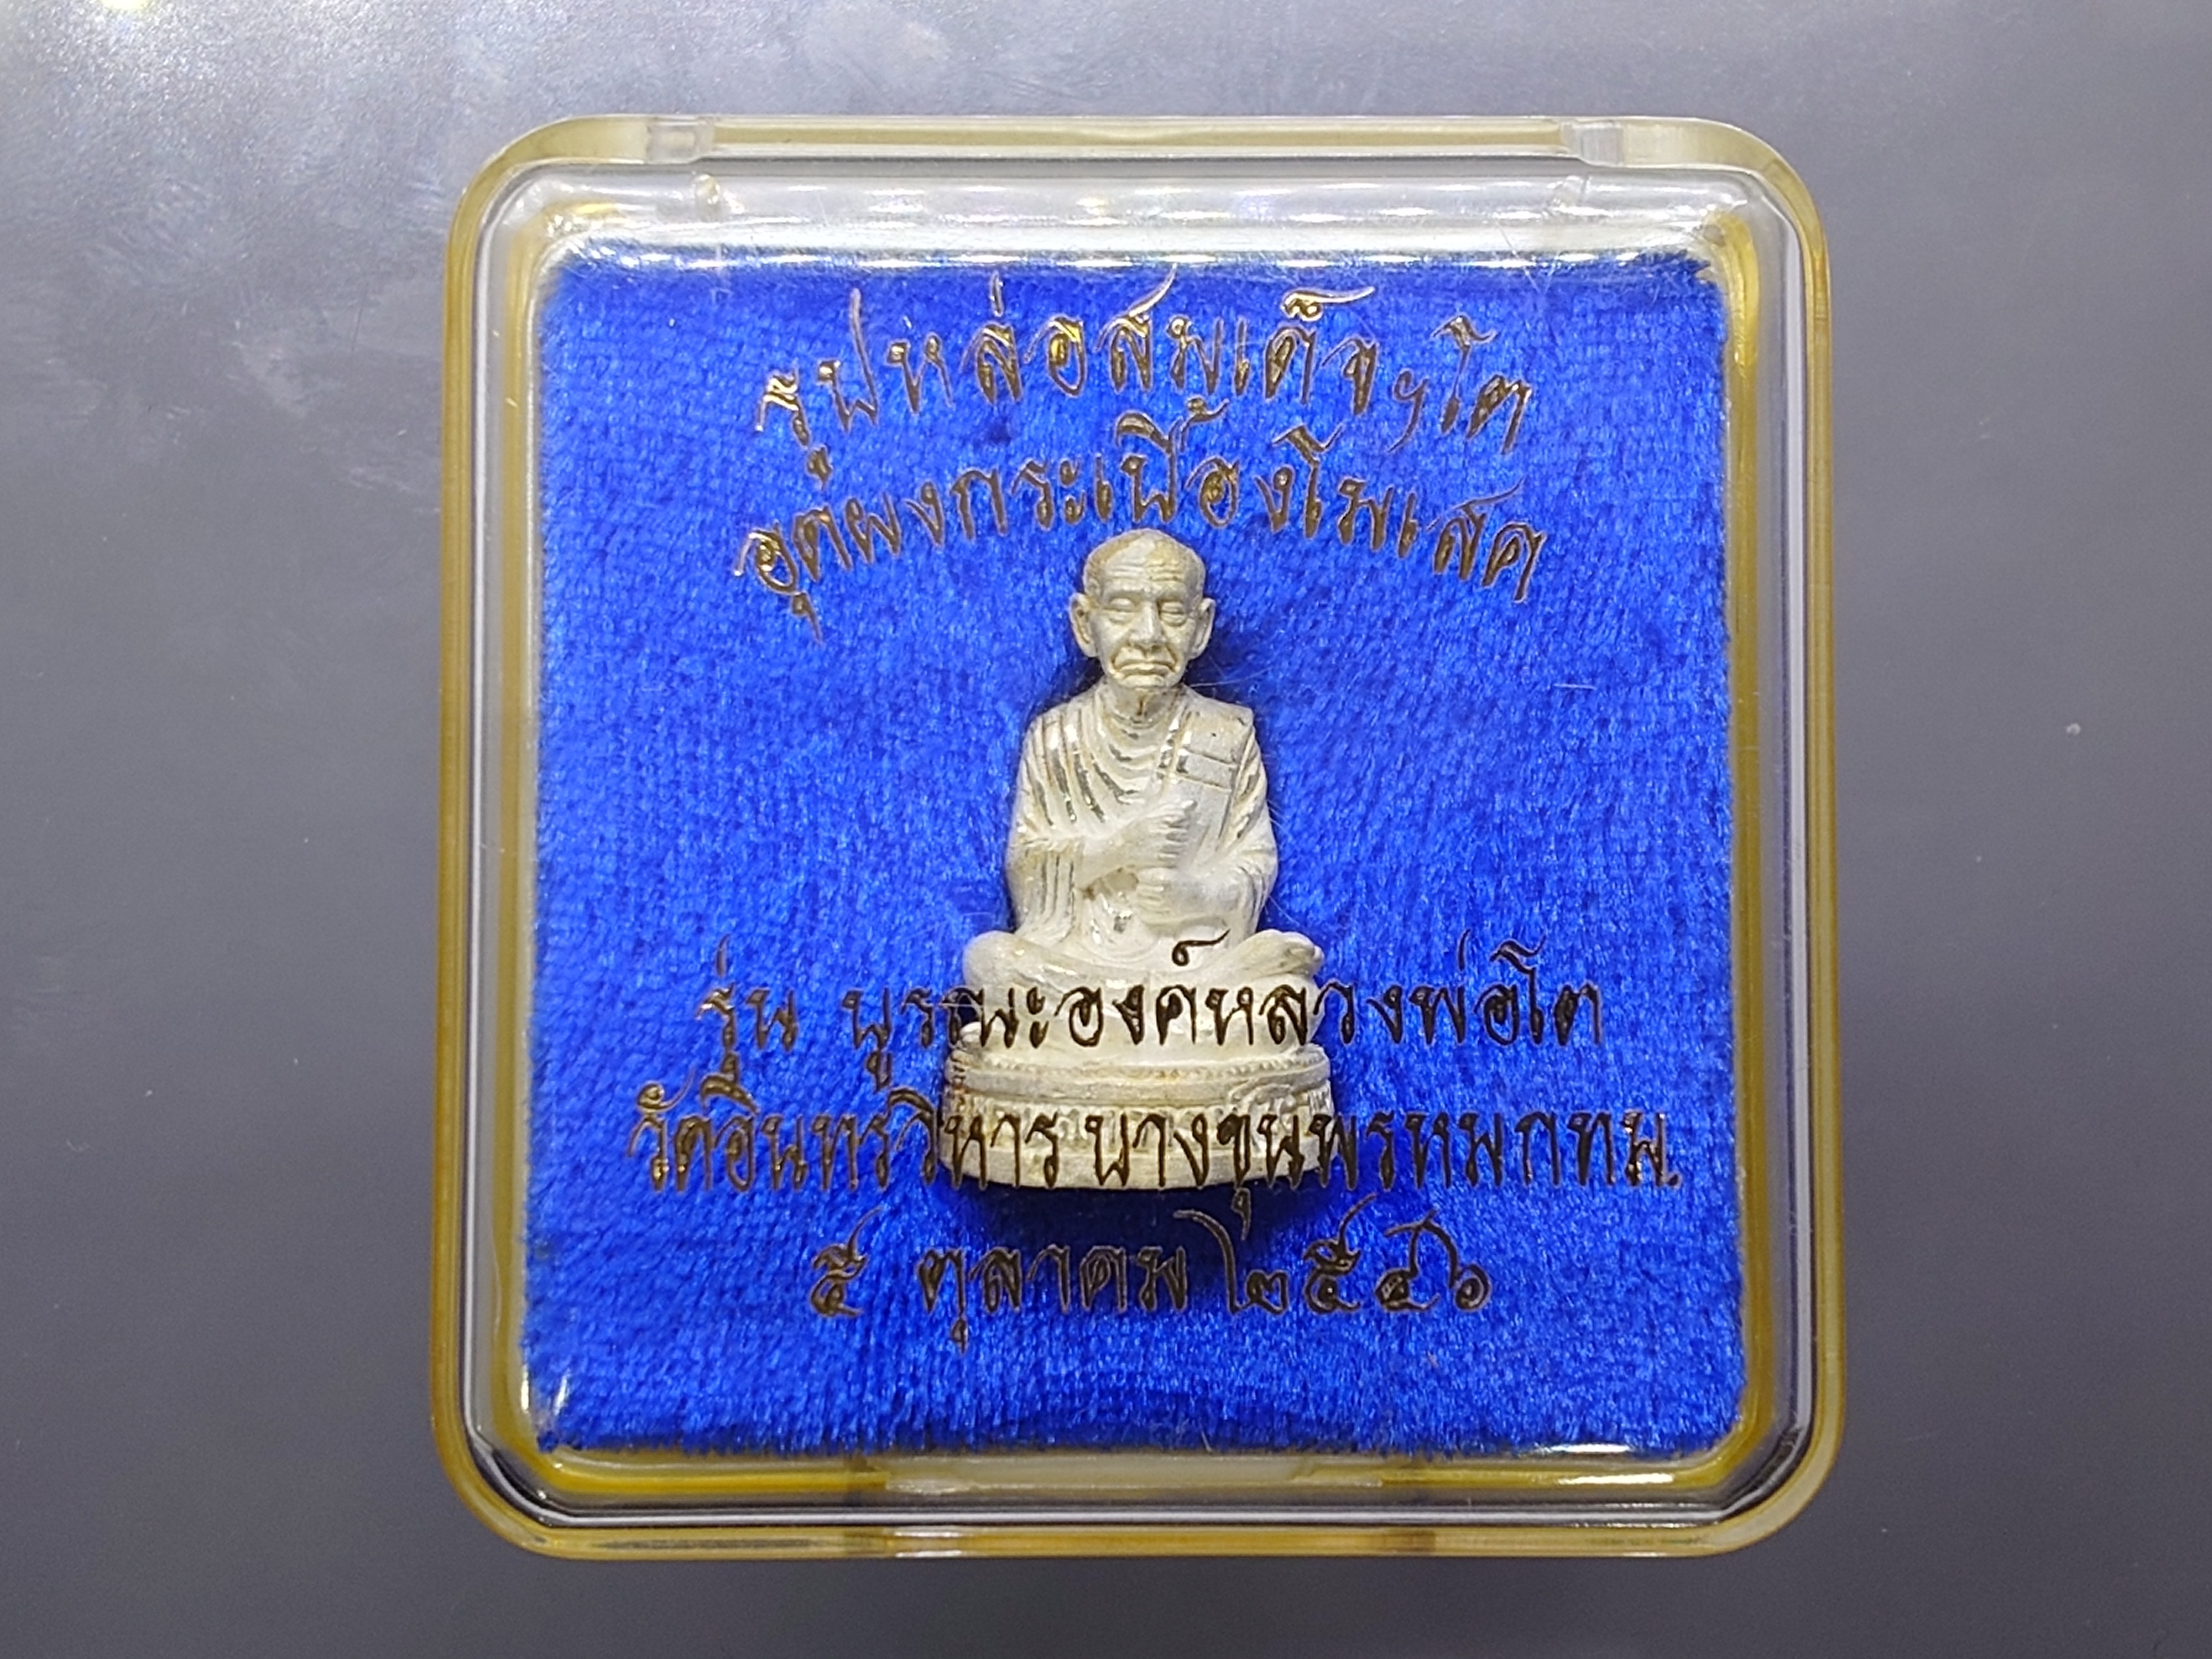 รูปหล่อสมเด็จฯโต
อุดผงกระเบื้องโมเสค
รุ่น บูรณะองค์หลวงพ่อโต
วัดอินทรวิหาร บางขุนพรหม กทม.
๕ ตุลาคม ๒๕๔๖